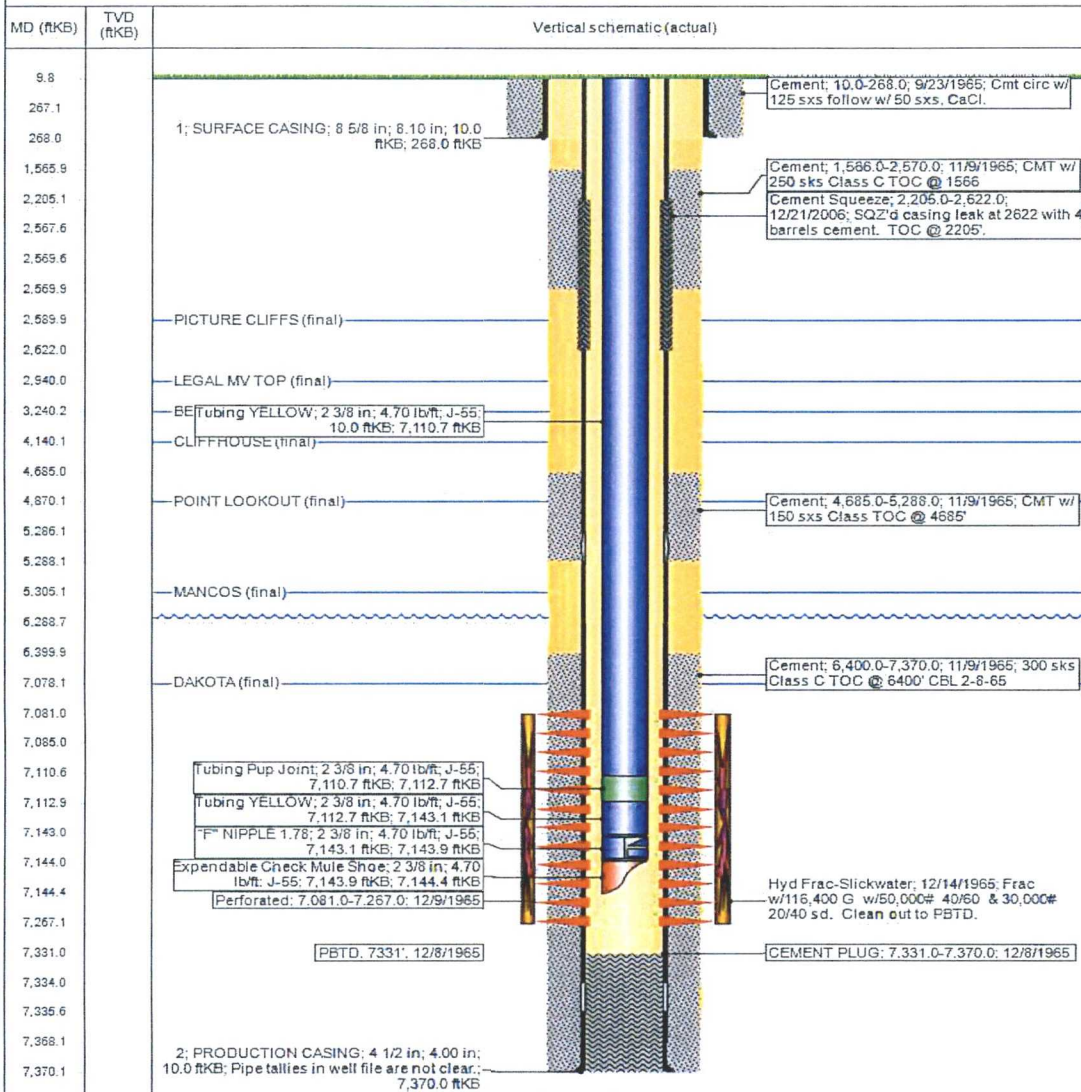 MD (ftKB)
TVD
(ftKB)
Vertical schematic (actual)
9.8
267.1
268.0
1,565.9
2,205.1
2,567.6
2,569.6
2,569.9
2,589.9
2,622.0
2,940.0
3,240.2
4,140.1
4,685.0
4,870.1
5,286.1
5,288.1
5,305.1
6,288.7
6,399.9
7,078.1
7,081.0
7,085.0
7,110.6
7,112.9
7,143.0
7,144.0
7,144.4
7,267.1
7,331.0
7,334.0
7,335.6
7,368.1
7,370.1
1; SURFACE CASING; 8 5/8 in; 8.10 in; 10.0
ftKB; 268.0 ftKB
PICTURE CLIFFS (final)
LEGAL MV TOP (final)
BE
Tubing YELLOW; 2 3/8 in; 4.70 lb/ft; J-55;
10.0 ftKB; 7,110.7 ftKB
CLIFFHOUSE (final)
POINT LOOKOUT (final)
MANCOS (final)
DAKOTA (final)
Tubing Pup Joint; 2 3/8 in; 4.70 lb/ft; J-55;
7,110.7 ftKB; 7,112.7 ftKB
Tubing YELLOW; 2 3/8 in; 4.70 lb/ft; J-55;
7,112.7 ftKB; 7,143.1 ftKB
"F" NIPPLE 1.78; 2 3/8 in; 4.70 lb/ft; J-55;
7,143.1 ftKB; 7,143.9 ftKB
Expendable Check Mule Shoe; 2 3/8 in; 4.70
lb/ft; J-55; 7,143.9 ftKB; 7,144.4 ftKB
Perforated; 7,081.0-7,267.0; 12/9/1965
PBTD, 7331', 12/8/1965
2; PRODUCTION CASING; 4 1/2 in; 4.00 in;
10.0 ftKB; Pipe tallies in well file are not clear.;
7,370.0 ftKB
Cement; 10.0-268.0; 9/23/1965; Cmt circ w/
125 sxs follow w/ 50 sxs, CaCl.
Cement; 1,566.0-2,570.0; 11/9/1965; CMT w/
250 sks Class C TOC @ 1566
Cement Squeeze; 2,205.0-2,622.0;
12/21/2006; SQZ'd casing leak at 2622 with 4
barrels cement. TOC @ 2205'.
Cement; 4,685.0-5,288.0; 11/9/1965; CMT w/
150 sxs Class TOC @ 4685'
Cement; 6,400.0-7,370.0; 11/9/1965; 300 sks
Class C TOC @ 6400' CBL 2-8-65
Hyd Frac-Slickwater; 12/14/1965; Frac
w/116,400 G w/50,000# 40/60 & 30,000#
20/40 sd. Clean out to PBTD.
CEMENT PLUG; 7,331.0-7,370.0; 12/8/1965